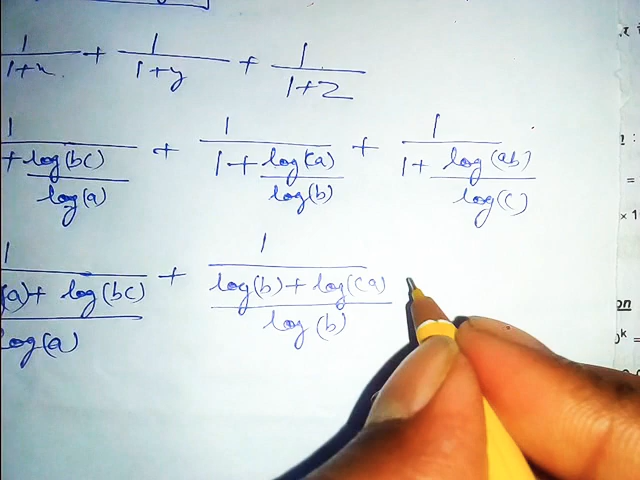 1/(1+x) + 1/(1+y) + 1/(1+z)
1/(+ log(bc)/log(a)) + 1/(1+ log(ca)/log(b)) + 1/(1+ log(ab)/log(c))
1/((a)+ log(bc)/log(a)) + 1/(log(b)+ log(ca)/log(b))
:
=
× 1
on
)ᵏ =